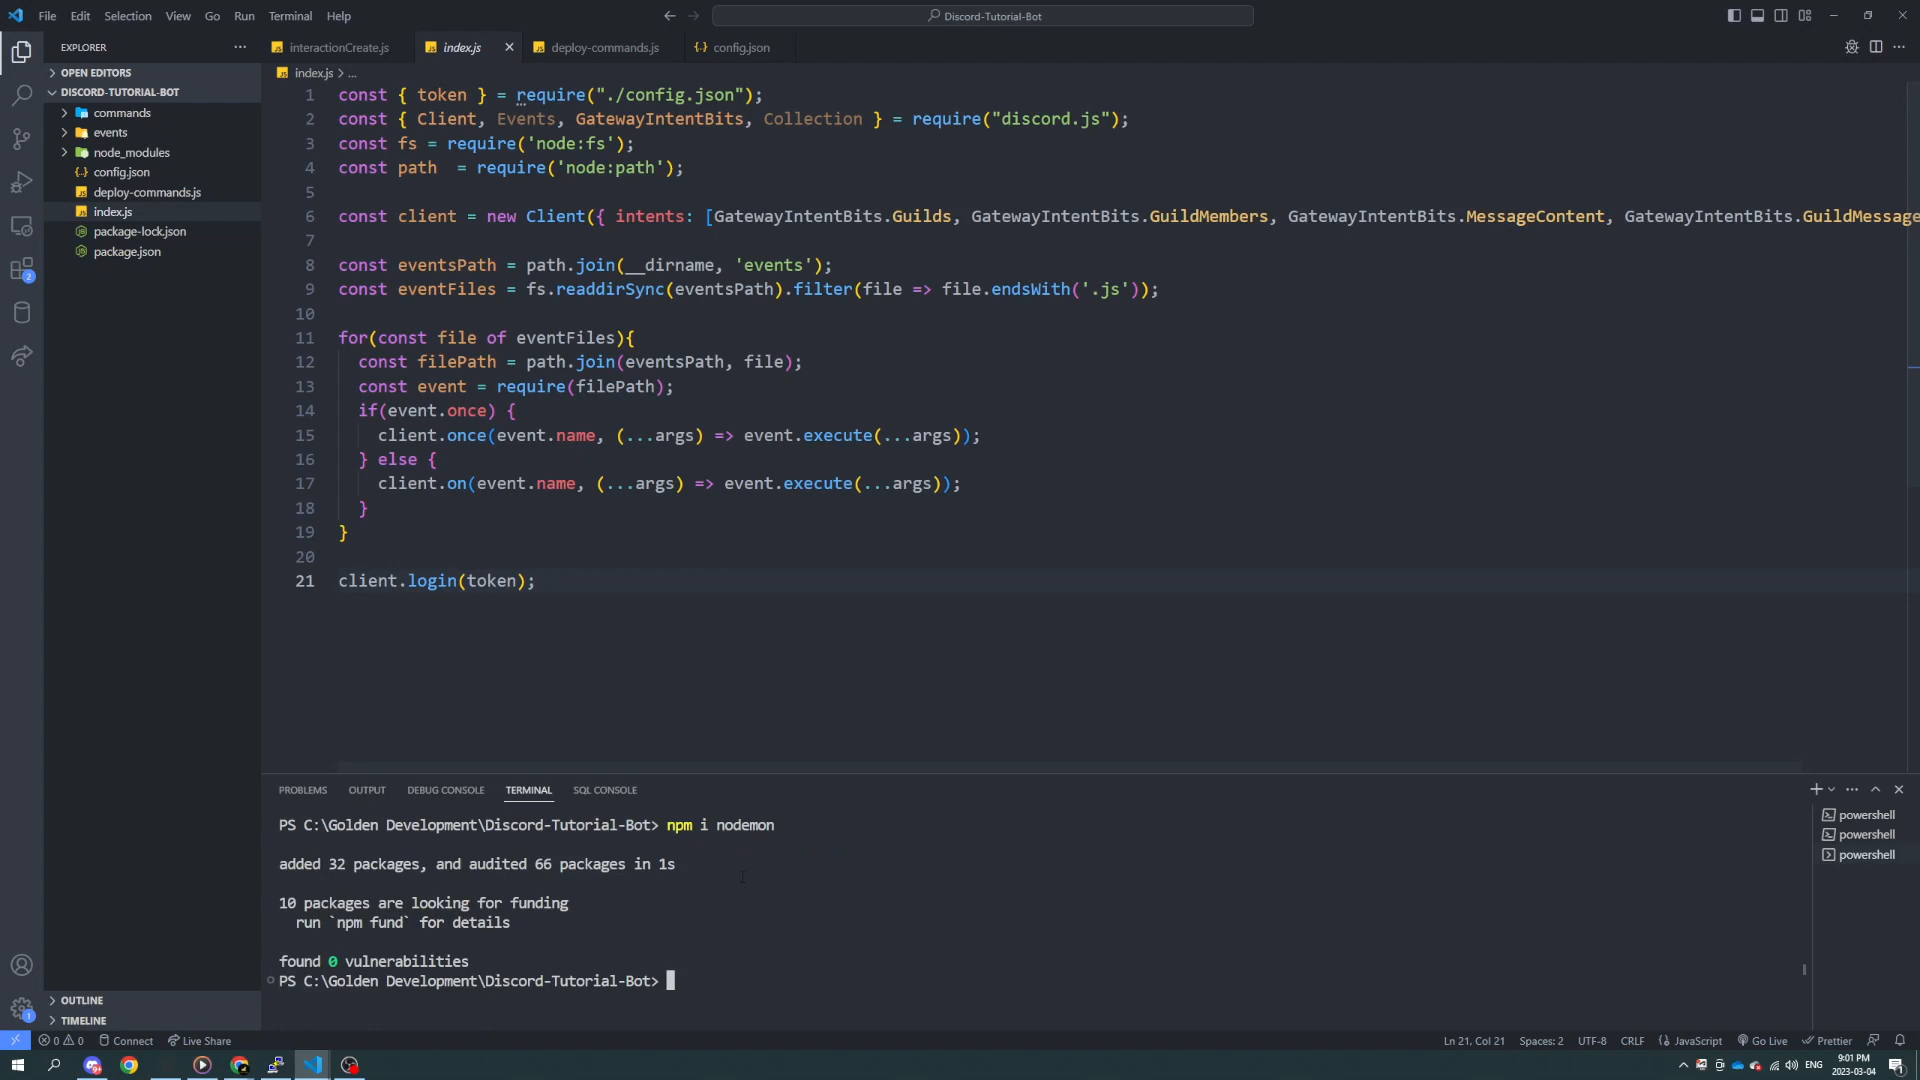 File Edit Selection View Go Run Terminal Help
Discord-Tutorial-Bot
EXPLORER
interactionCreate.js
index.js
deploy-commands.js
config.json
OPEN EDITORS
DISCORD-TUTORIAL-BOT
commands
events
node_modules
config.json
deploy-commands.js
index.js
package-lock.json
package.json
2
index.js > ...
1 const { token } = require("./config.json");
2 const { Client, Events, GatewayIntentBits, Collection } = require("discord.js");
3 const fs = require('node:fs');
4 const path  = require('node:path');
5
6 const client = new Client({ intents: [GatewayIntentBits.Guilds, GatewayIntentBits.GuildMembers, GatewayIntentBits.MessageContent, GatewayIntentBits.GuildMessage
7
8 const eventsPath = path.join(__dirname, 'events');
9 const eventFiles = fs.readdirSync(eventsPath).filter(file => file.endsWith('.js'));
10
11 for(const file of eventFiles){
12 const filePath = path.join(eventsPath, file);
13 const event = require(filePath);
14 if(event.once) {
15 client.once(event.name, (...args) => event.execute(...args));
16 } else {
17 client.on(event.name, (...args) => event.execute(...args));
18 }
19 }
20
21 client.login(token);
PROBLEMS OUTPUT DEBUG CONSOLE TERMINAL SQL CONSOLE
PS C:\Golden Development\Discord-Tutorial-Bot> npm i nodemon
added 32 packages, and audited 66 packages in 1s
10 packages are looking for funding
run `npm fund` for details
found 0 vulnerabilities
PS C:\Golden Development\Discord-Tutorial-Bot>
powershell
powershell
powershell
OUTLINE
TIMELINE
1
0 0 Connect Live Share
Ln 21, Col 21 Spaces: 2 UTF-8 CRLF JavaScript Go Live Prettier
ENG
9:01 PM
2023-03-04
1